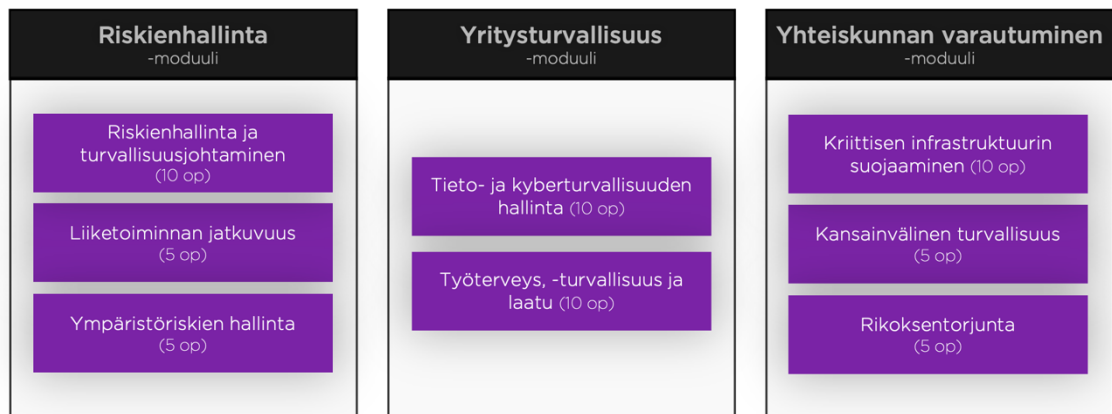 Riskienhallinta
-moduuli
Riskienhallinta ja
turvallisuusjohtaminen
(10 op)
Liiketoiminnan jatkuvuus
(5 op)
Ympäristöriskien hallinta
(5 op)
Yritysturvallisuus
-moduuli
Tieto- ja kyberturvallisuuden
hallinta (10 op)
Työterveys, -turvallisuus ja
laatu (10 op)
Yhteiskunnan varautuminen
-moduuli
Kriittisen infrastruktuurin
suojaaminen (10 op)
Kansainvälinen turvallisuus
(5 op)
Rikoksentorjunta
(5 op)